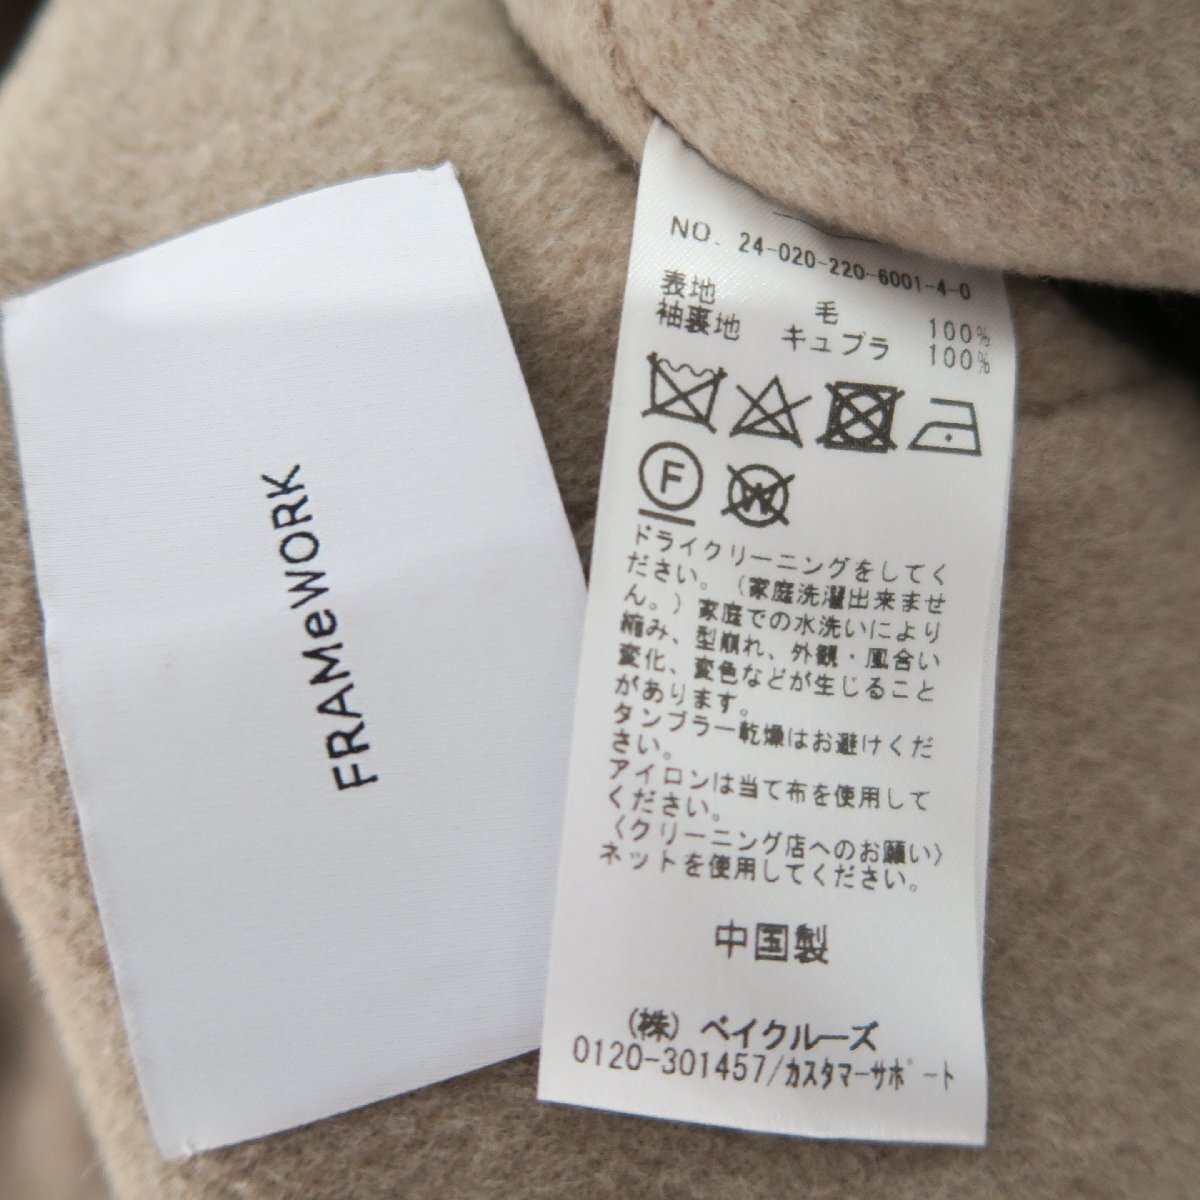 FRAMeWORK
NO. 24-020-220-6001-4-0
表地 毛 100%
袖裏地 キュプラ 100%
F
W
ドライクリーニングをしてく
ださい。(家庭洗濯出来ませ
ん。)家庭での水洗いにより
縮み、型崩れ、外観・風合い
変化、変色などが生じること
があります。
タンブラー乾燥はお避けくだ
さい。
アイロンは当て布を使用して
ください。
〈クリーニング店へのお願い〉
ネットを使用してください。
中国製
(株) ベイクルーズ
0120-301457/カスタマーサポート